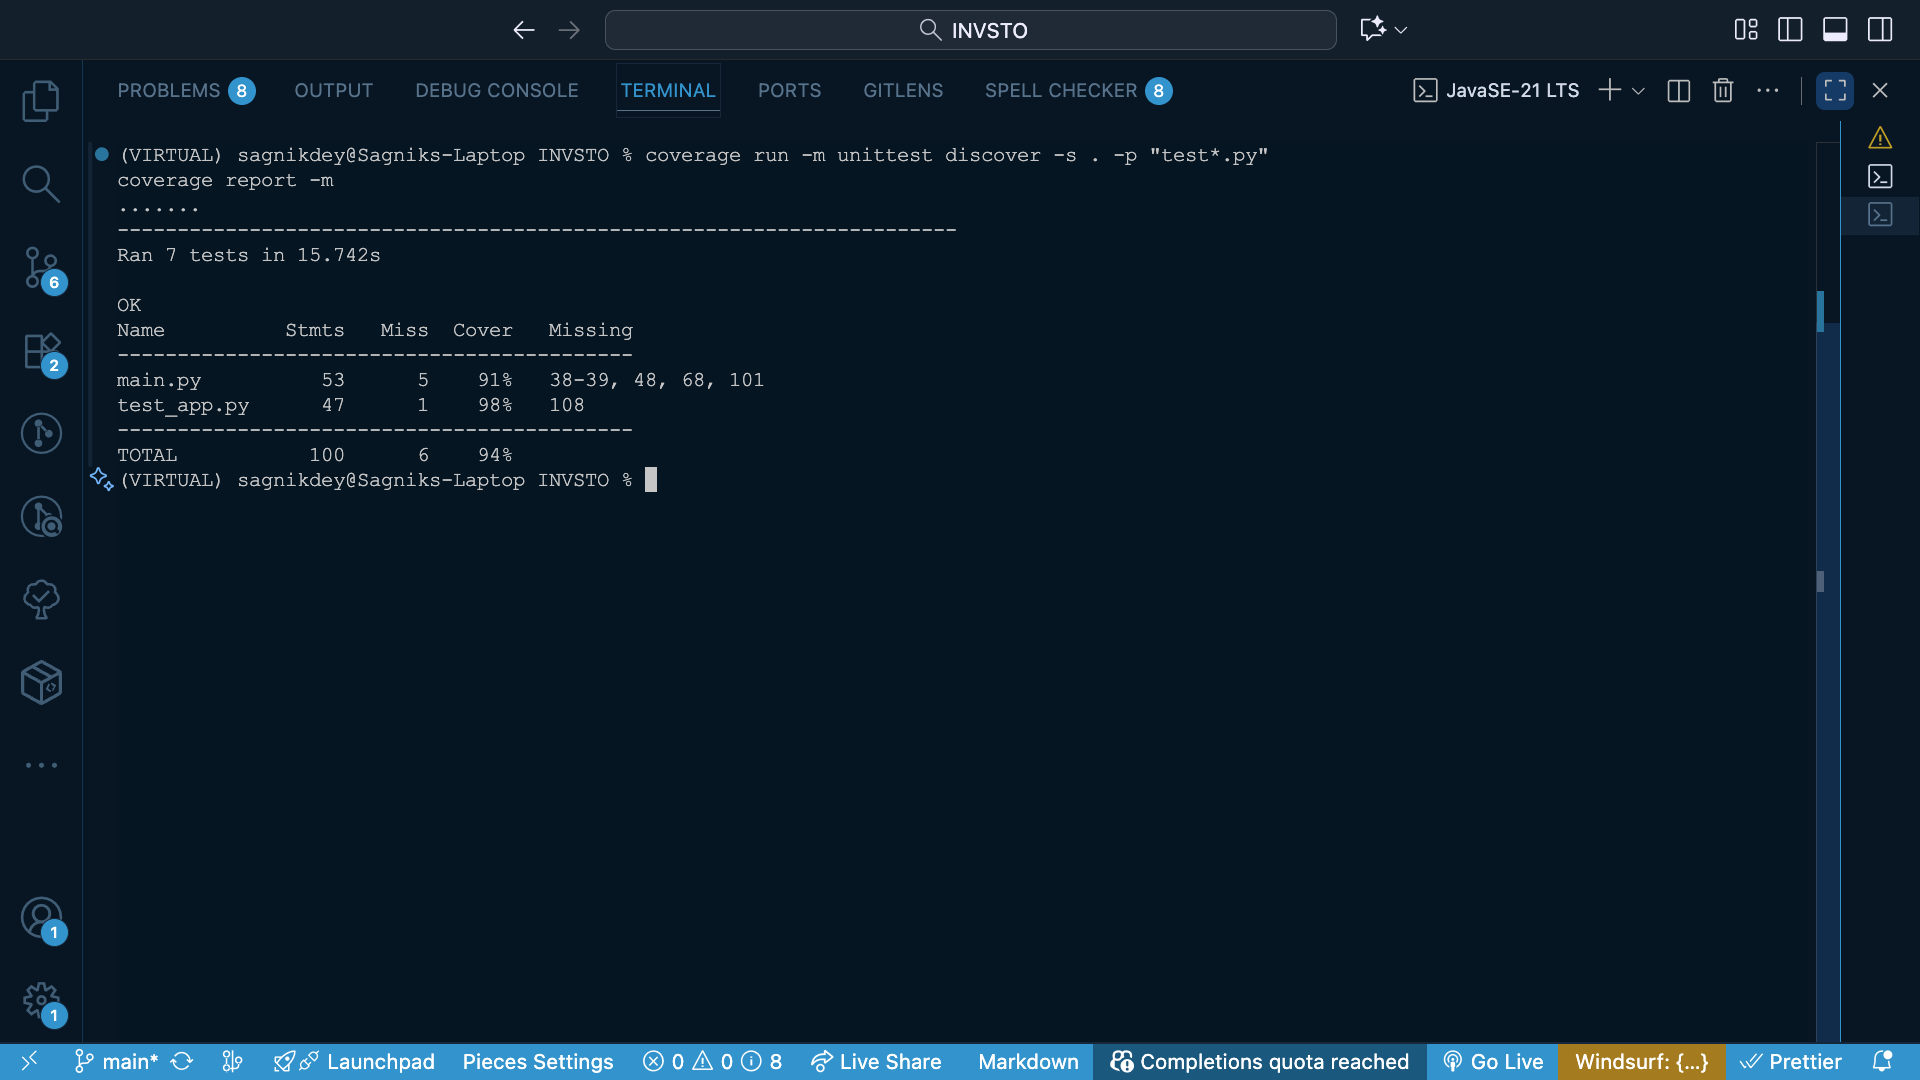 INVSTO
PROBLEMS 8 OUTPUT DEBUG CONSOLE TERMINAL PORTS GITLENS SPELL CHECKER 8 JavaSE-21 LTS
(VIRTUAL) sagnikdey@Sagniks-Laptop INVSTO % coverage run -m unittest discover -s . -p "test*.py"
coverage report -m
.......
----------------------------------------------------------------------
Ran 7 tests in 15.742s
OK
Name Stmts Miss Cover Missing
-------------------------------------------
main.py 53 5 91% 38-39, 48, 68, 101
test_app.py 47 1 98% 108
-------------------------------------------
TOTAL 100 6 94%
(VIRTUAL) sagnikdey@Sagniks-Laptop INVSTO %
6
2
1
1
main* Launchpad Pieces Settings 0 0 8 Live Share Markdown Completions quota reached Go Live Windsurf: {...} Prettier